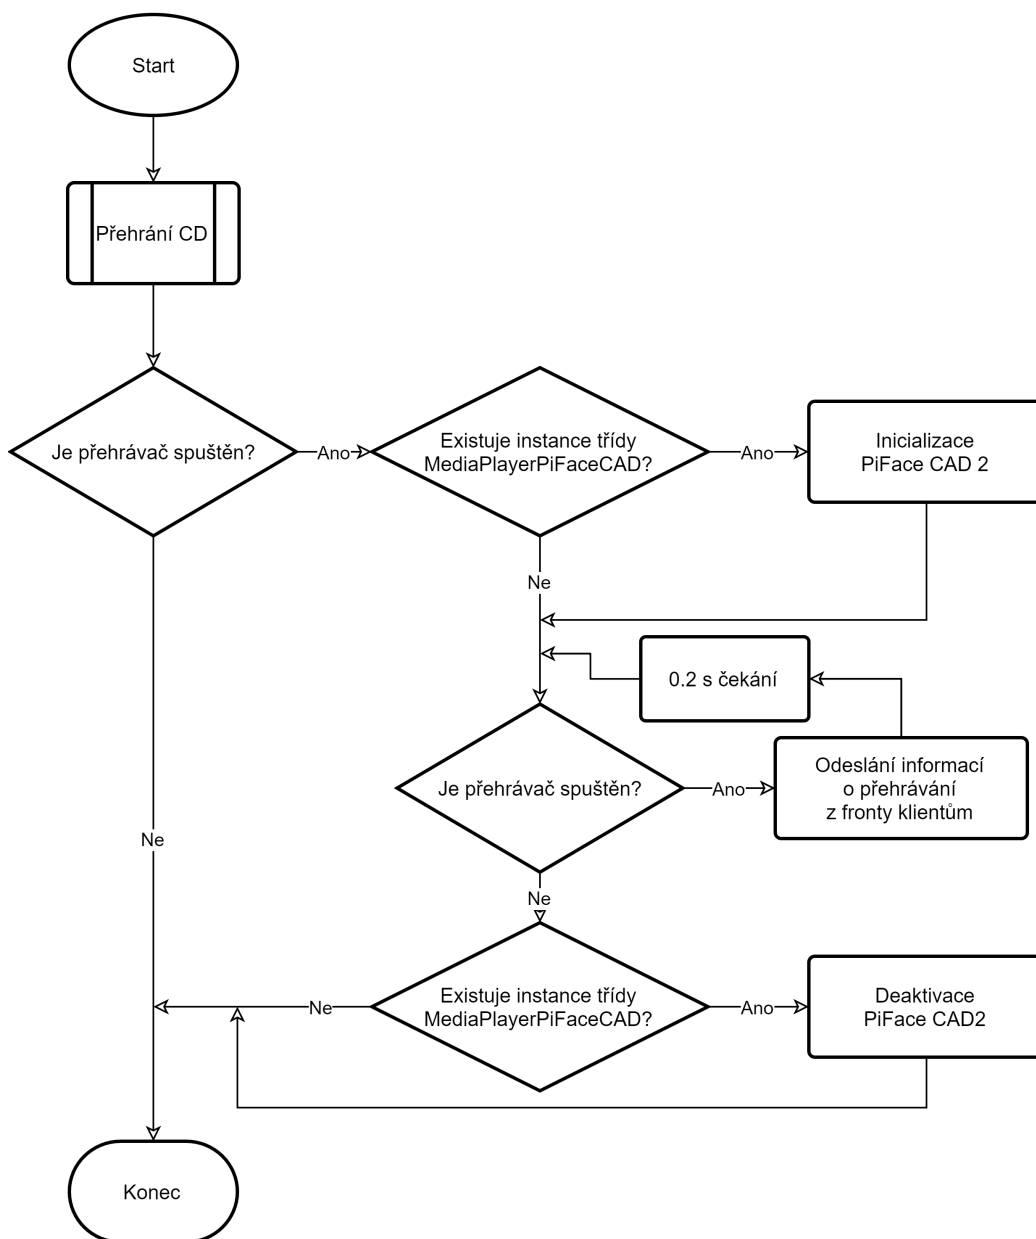 Start
Přehrání CD
Je přehrávač spuštěn?
Ano
Existuje instance třídy
MediaPlayerPiFaceCAD?
Ano
Inicializace
PiFace CAD 2
Ne
0.2 s čekání
Je přehrávač spuštěn?
Ano
Odeslání informací
o přehrávání
z fronty klientům
Ne
Ne
Existuje instance třídy
MediaPlayerPiFaceCAD?
Ne
Ano
Deaktivace
PiFace CAD2
Konec